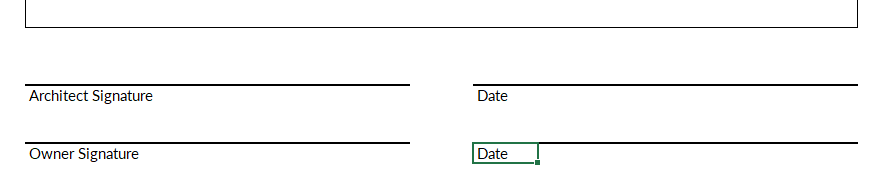 Architect Signature
Date
Owner Signature
Date